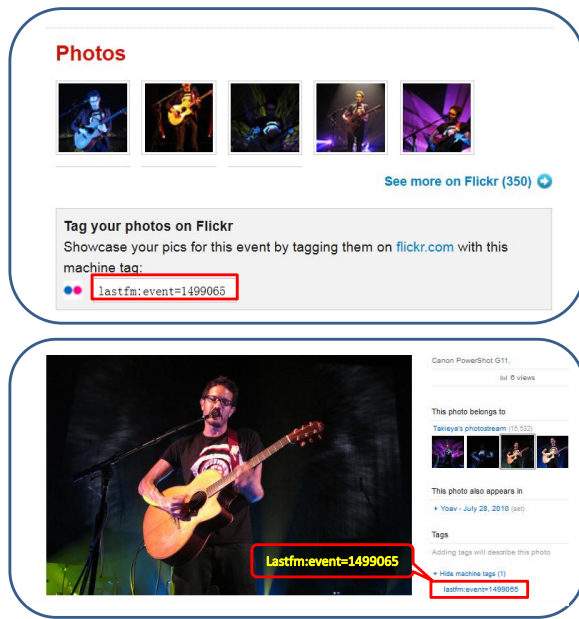 Photos
See more on Flickr (350)
Tag your photos on Flickr
Showcase your pics for this event by tagging them on flickr.com with this
machine tag:
lastfm:event=1499065
Canon PowerShot G11.
6 views
This photo belongs to
Takieya's photostream (15,532)
This photo also appears in
Yoav - July 28, 2010 (set)
Tags
Adding tags will describe this photo
Hide machine tags (1)
lastfm:event=1499065
Lastfm:event=1499065